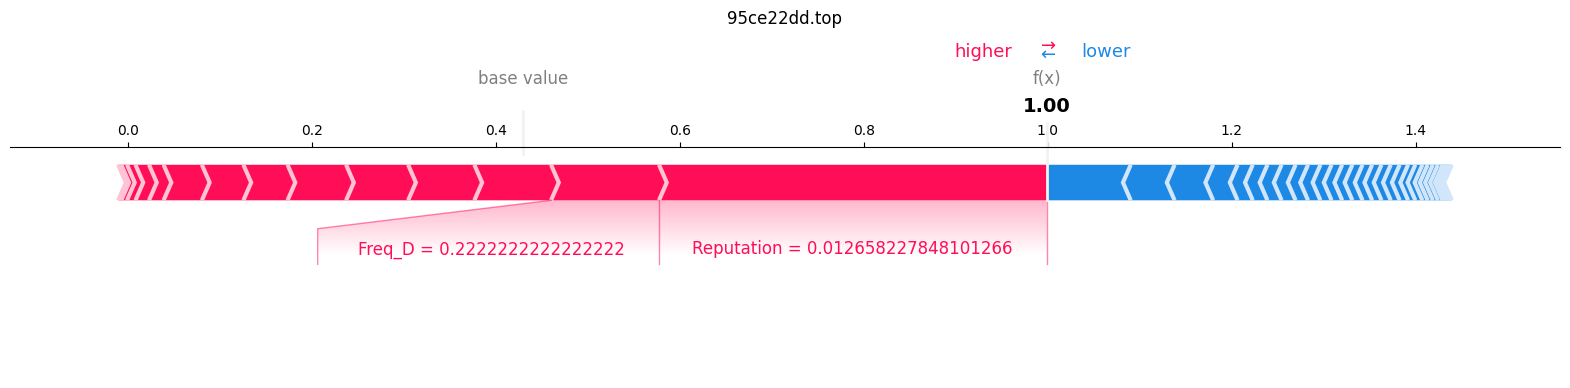 95ce22dd.top
higher ⇄ lower
base value f(x)
1.00
0.0 0.2 0.4 0.6 0.8 1.0 1.2 1.4
Freq_D = 0.2222222222222222 Reputation = 0.012658227848101266